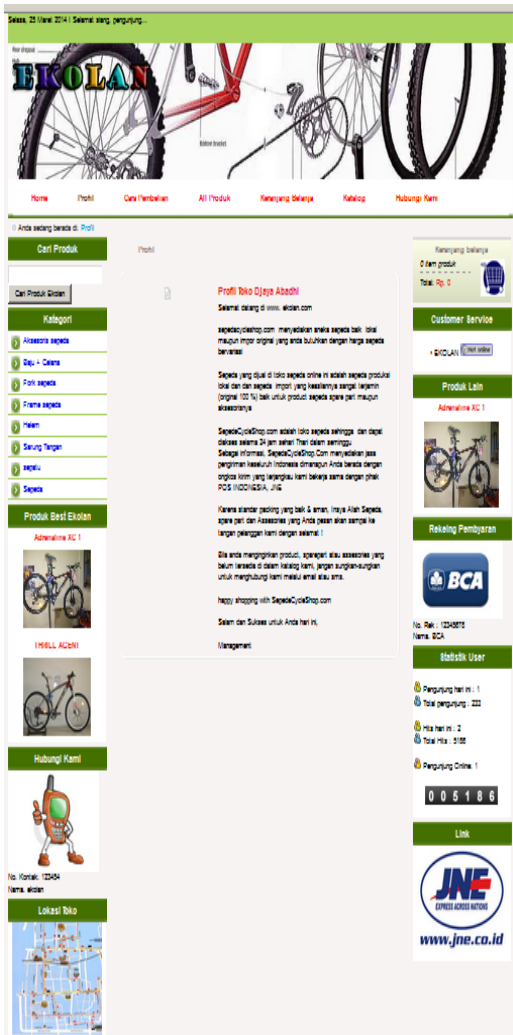 Selasa, 25 Maret 2014 | Selamat siang, pengunjung...
EKOLAN
Home Profil Cara Pembelian All Produk Keranjang Belanja Katalog Hubungi Kami
Anda sedang berada di: Profil
Cari Produk
Cari Produk Ekolan
Kategori
Aksesoris sepeda
Baju + Celana
Fork sepeda
Frame sepeda
Helem
Sarung Tangan
sepatu
Sepeda
Produk Best Ekolan
Adrenaline XC 1
THRILL AGENT
Hubungi Kami
No. Kontak: 123454
Nama. ekolan
Lokasi Toko
Profil
Profil Toko Djaya Abadhi
Selamat datang di www. ekolan.com
sepedacycleshop.com menyediakan aneka sepeda baik lokal
maupun impor original yang anda butuhkan dengan harga sepeda
bervariasi
Sepeda yang dijual di toko sepeda online ini adalah sepeda produksi
lokal dan dan sepeda import yang keasliannya sangat terjamin
(original 100 %) baik untuk product sepeda spare part maupun
aksesorisnya
SepedaCycleShop.com adalah toko sepeda sehingga dan dapat
diakses selama 24 jam sehari 7hari dalam seminggu
Sebagai informasi, SepedaCycleShop.Com menyediakan jasa
pengiriman keseluruh Indonesia dimanapun Anda berada dengan
ongkos kirim yang terjangkau kami bekerja sama dengan pihak
POS INDONESIA, JNE
Karena standar packing yang baik & aman, Insya Allah Sepeda,
spare part dan Assesories yang Anda pesan akan sampai ke
tangan pelanggan kami dengan selamat !
Bila anda menginginkan product, sparepart atau assesories yang
belum tersedia di dalam katalog kami, jangan sungkan-sungkan
untuk menghubungi kami melalui email atau sms.
happy shopping with SepedaCycleShop.com
Salam dan Sukses untuk Anda hari ini,
Management
Keranjang belanja
0 item produk
Total: Rp. 0
Customer Service
EKOLAN Not online
Produk Lain
Adrenaline XC 1
Rekeing Pembyaran
BCA
No. Rek : 12345678
Nama. BCA
Statistik User
Pengunjung hari ini : 1
Total pengunjung : 233
Hits hari ini : 2
Total Hits : 5186
Pengunjung Online: 1
005186
Link
JNE
EXPRESS ACROSS NATIONS
www.jne.co.id